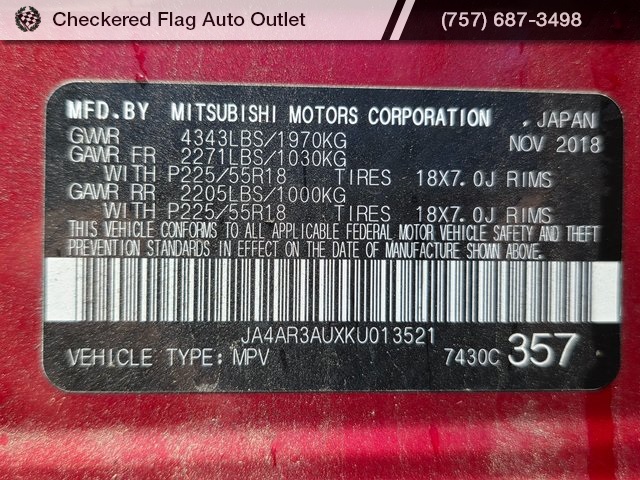 Checkered Flag Auto Outlet (757) 687-3498
MFD.BY MITSUBISHI MOTORS CORPORATION , JAPAN
GVWR 4343LBS/1970KG NOV 2018
GAWR FR 2271LBS/1030KG
WITH P225/55R18 TIRES 18X7.0J RIMS
GAWR RR 2205LBS/1000KG
WITH P225/55R18 TIRES 18X7.0J RIMS
THIS VEHICLE CONFORMS TO ALL APPLICABLE FEDERAL MOTOR VEHICLE SAFETY AND THEFT
PREVENTION STANDARDS IN EFFECT ON THE DATE OF MANUFACTURE SHOWN ABOVE.
JA4AR3AUXKU013521
VEHICLE TYPE: MPV 7430C 357